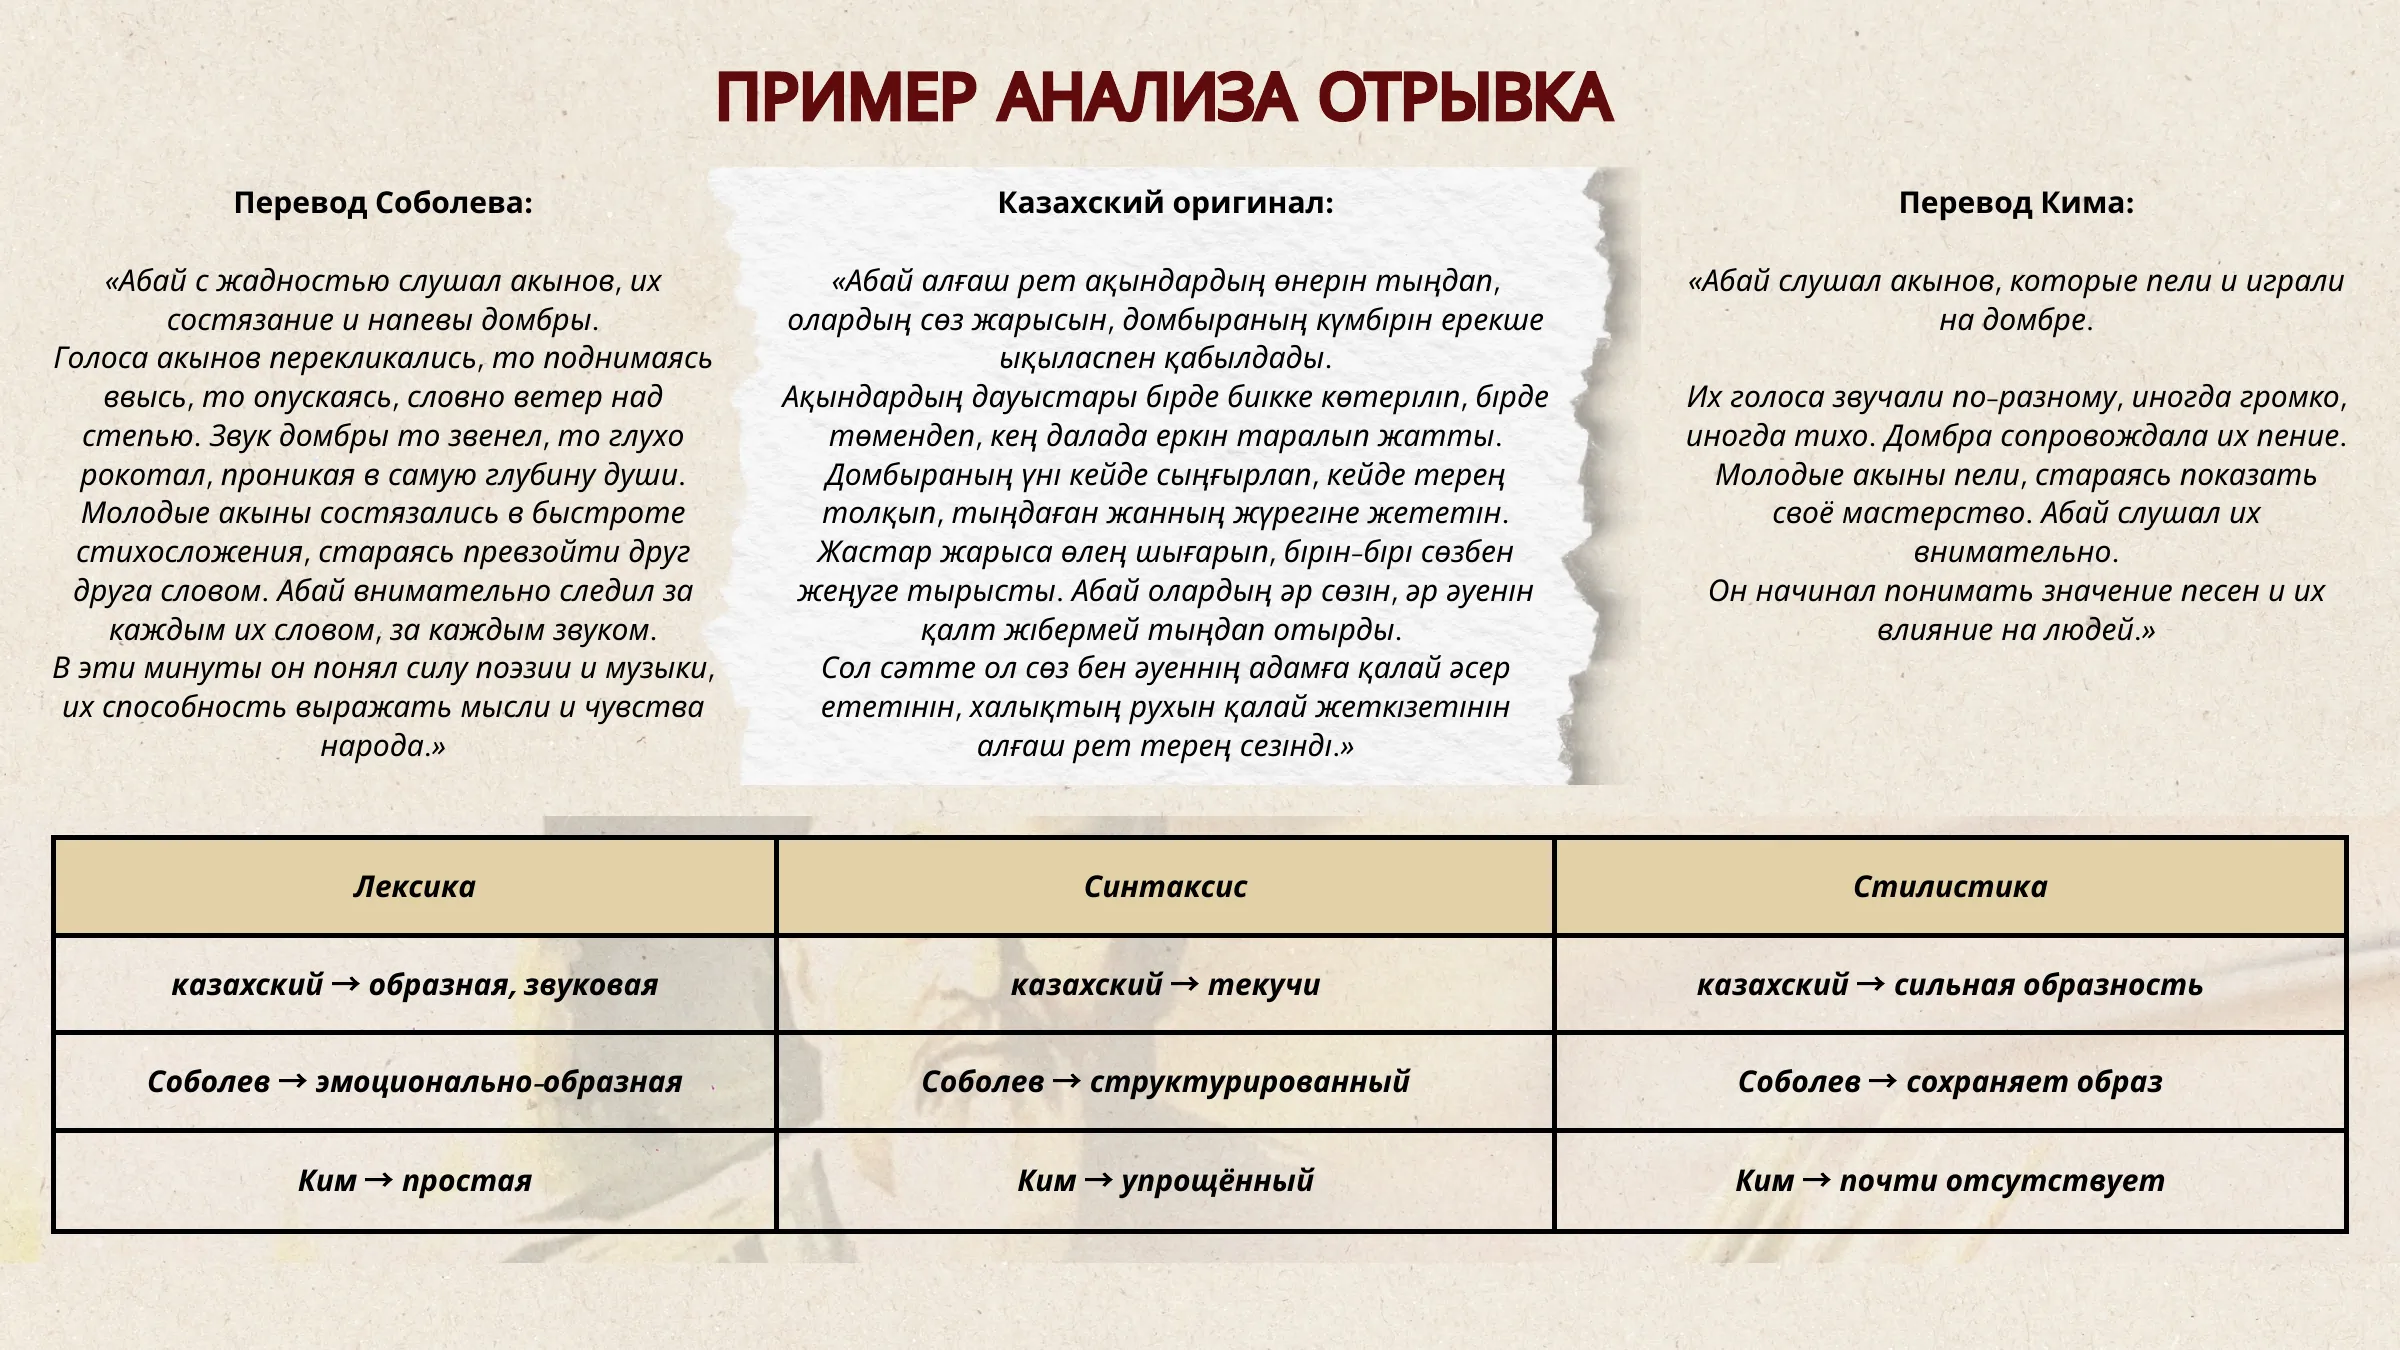 ПРИМЕР АНАЛИЗА ОТРЫВКА
Перевод Соболева:
«Абай с жадностью слушал акынов, их
состязание и напевы домбры.
Голоса акынов перекликались, то поднимаясь
ввысь, то опускаясь, словно ветер над
степью. Звук домбры то звенел, то глухо
рокотал, проникая в самую глубину души.
Молодые акыны состязались в быстроте
стихосложения, стараясь превзойти друг
друга словом. Абай внимательно следил за
каждым их словом, за каждым звуком.
В эти минуты он понял силу поэзии и музыки,
их способность выражать мысли и чувства
народа.»
Казахский оригинал:
«Абай алғаш рет ақындардың өнерін тыңдап,
олардың сөз жарысын, домбыраның күмбірін ерекше
ықыласпен қабылдады.
Ақындардың дауыстары бірде биікке көтеріліп, бірде
төмендеп, кең далада еркін таралып жатты.
Домбыраның үні кейде сыңғырлап, кейде терең
толқып, тыңдаған жанның жүрегіне жететін.
Жастар жарыса өлең шығарып, бірін-бірі сөзбен
жеңуге тырысты. Абай олардың әр сөзін, әр әуенін
қалт жібермей тыңдап отырды.
Сол сәтте ол сөз бен әуеннің адамға қалай әсер
ететінін, халықтың рухын қалай жеткізетінін
алғаш рет терең сезінді.»
Перевод Кима:
«Абай слушал акынов, которые пели и играли
на домбре.
Их голоса звучали по-разному, иногда громко,
иногда тихо. Домбра сопровождала их пение.
Молодые акыны пели, стараясь показать
своё мастерство. Абай слушал их
внимательно.
Он начинал понимать значение песен и их
влияние на людей.»
Лексика
Синтаксис
Стилистика
казахский → образная, звуковая
казахский → текучи
казахский → сильная образность
Соболев → эмоционально-образная
Соболев → структурированный
Соболев → сохраняет образ
Ким → простая
Ким → упрощённый
Ким → почти отсутствует